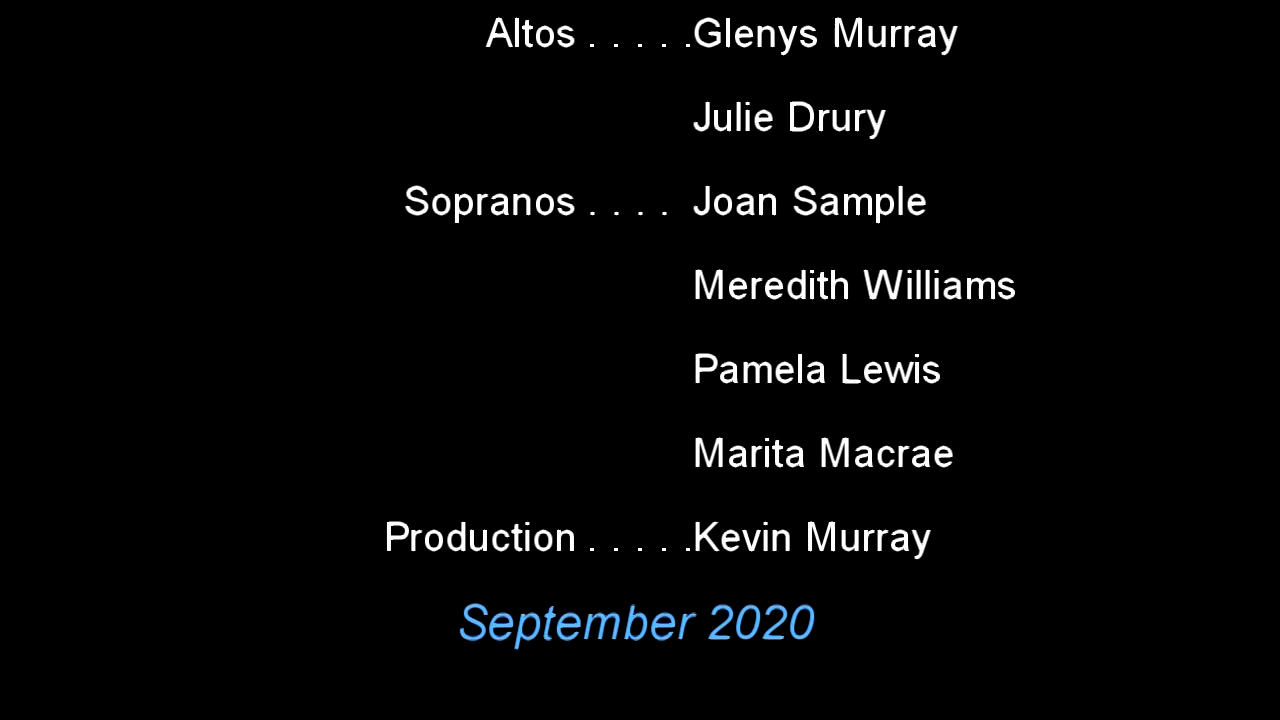 Altos . . . . .Glenys Murray
Julie Drury
Sopranos . . . .  Joan Sample
Meredith Williams
Pamela Lewis
Marita Macrae
Production . . . . .Kevin Murray
September 2020